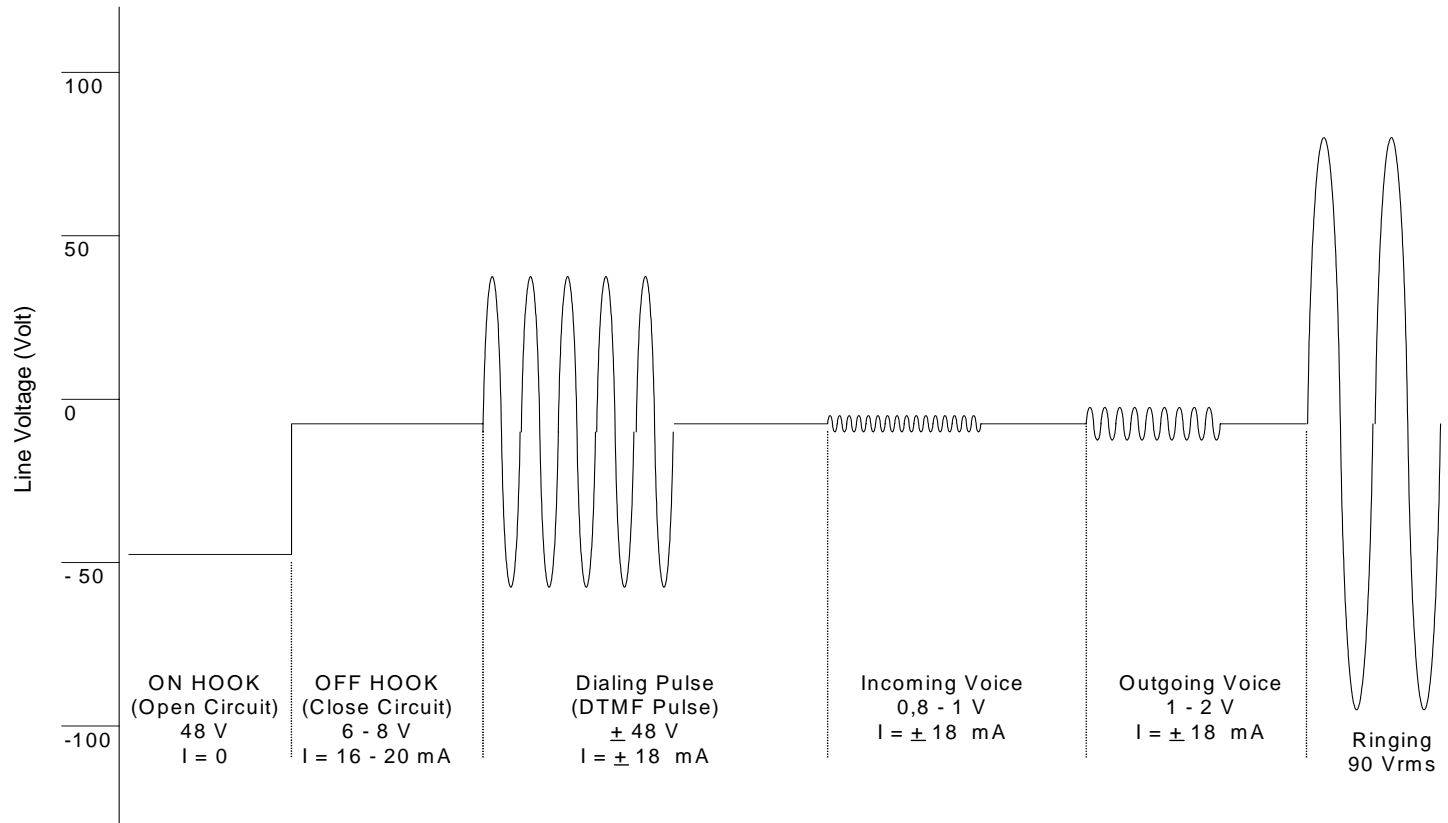 Line Voltage (Volt)
100
50
0
- 50
-100
ON HOOK
(Open Circuit)
48 V
I = 0
OFF HOOK
(Close Circuit)
6 - 8 V
I = 16 - 20 mA
Dialing Pulse
(DTMF Pulse)
± 48 V
I = ± 18 mA
Incoming Voice
0,8 - 1 V
I = ± 18 mA
Outgoing Voice
1 - 2 V
I = ± 18 mA
Ringing
90 Vrms